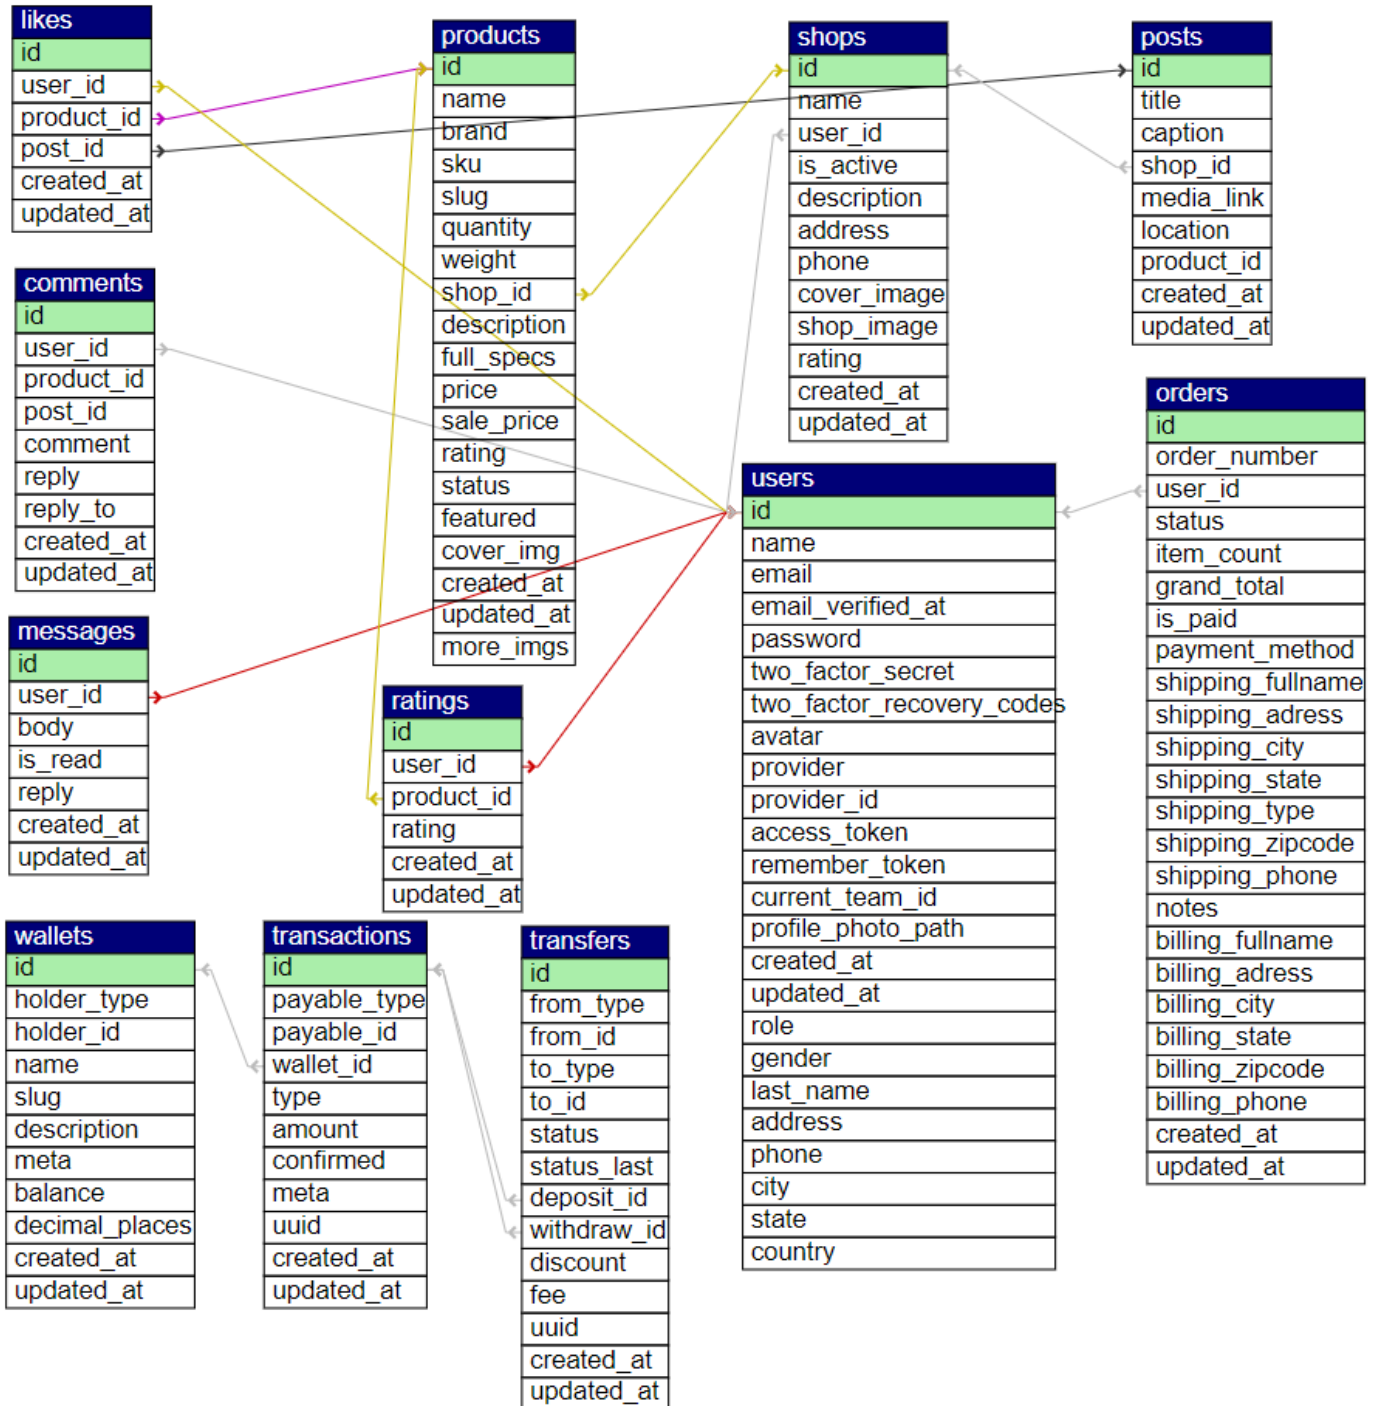 likes
id
user_id
product_id
post_id
created_at
updated_at
products
id
name
brand
sku
slug
quantity
weight
shop_id
description
full_specs
price
sale_price
rating
status
featured
cover_img
created_at
updated_at
more_imgs
shops
id
name
user_id
is_active
description
address
phone
cover_image
shop_image
rating
created_at
updated_at
posts
id
title
caption
shop_id
media_link
location
product_id
created_at
updated_at
comments
id
user_id
product_id
post_id
comment
reply
reply_to
created_at
updated_at
messages
id
user_id
body
is_read
reply
created_at
updated_at
ratings
id
user_id
product_id
rating
created_at
updated_at
users
id
name
email
email_verified_at
password
two_factor_secret
two_factor_recovery_codes
avatar
provider
provider_id
access_token
remember_token
current_team_id
profile_photo_path
created_at
updated_at
role
gender
last_name
address
phone
city
state
country
orders
id
order_number
user_id
status
item_count
grand_total
is_paid
payment_method
shipping_fullname
shipping_adress
shipping_city
shipping_state
shipping_type
shipping_zipcode
shipping_phone
notes
billing_fullname
billing_adress
billing_city
billing_state
billing_zipcode
billing_phone
created_at
updated_at
wallets
id
holder_type
holder_id
name
slug
description
meta
balance
decimal_places
created_at
updated_at
transactions
id
payable_type
payable_id
wallet_id
type
amount
confirmed
meta
uuid
created_at
updated_at
transfers
id
from_type
from_id
to_type
to_id
status
status_last
deposit_id
withdraw_id
discount
fee
uuid
created_at
updated_at